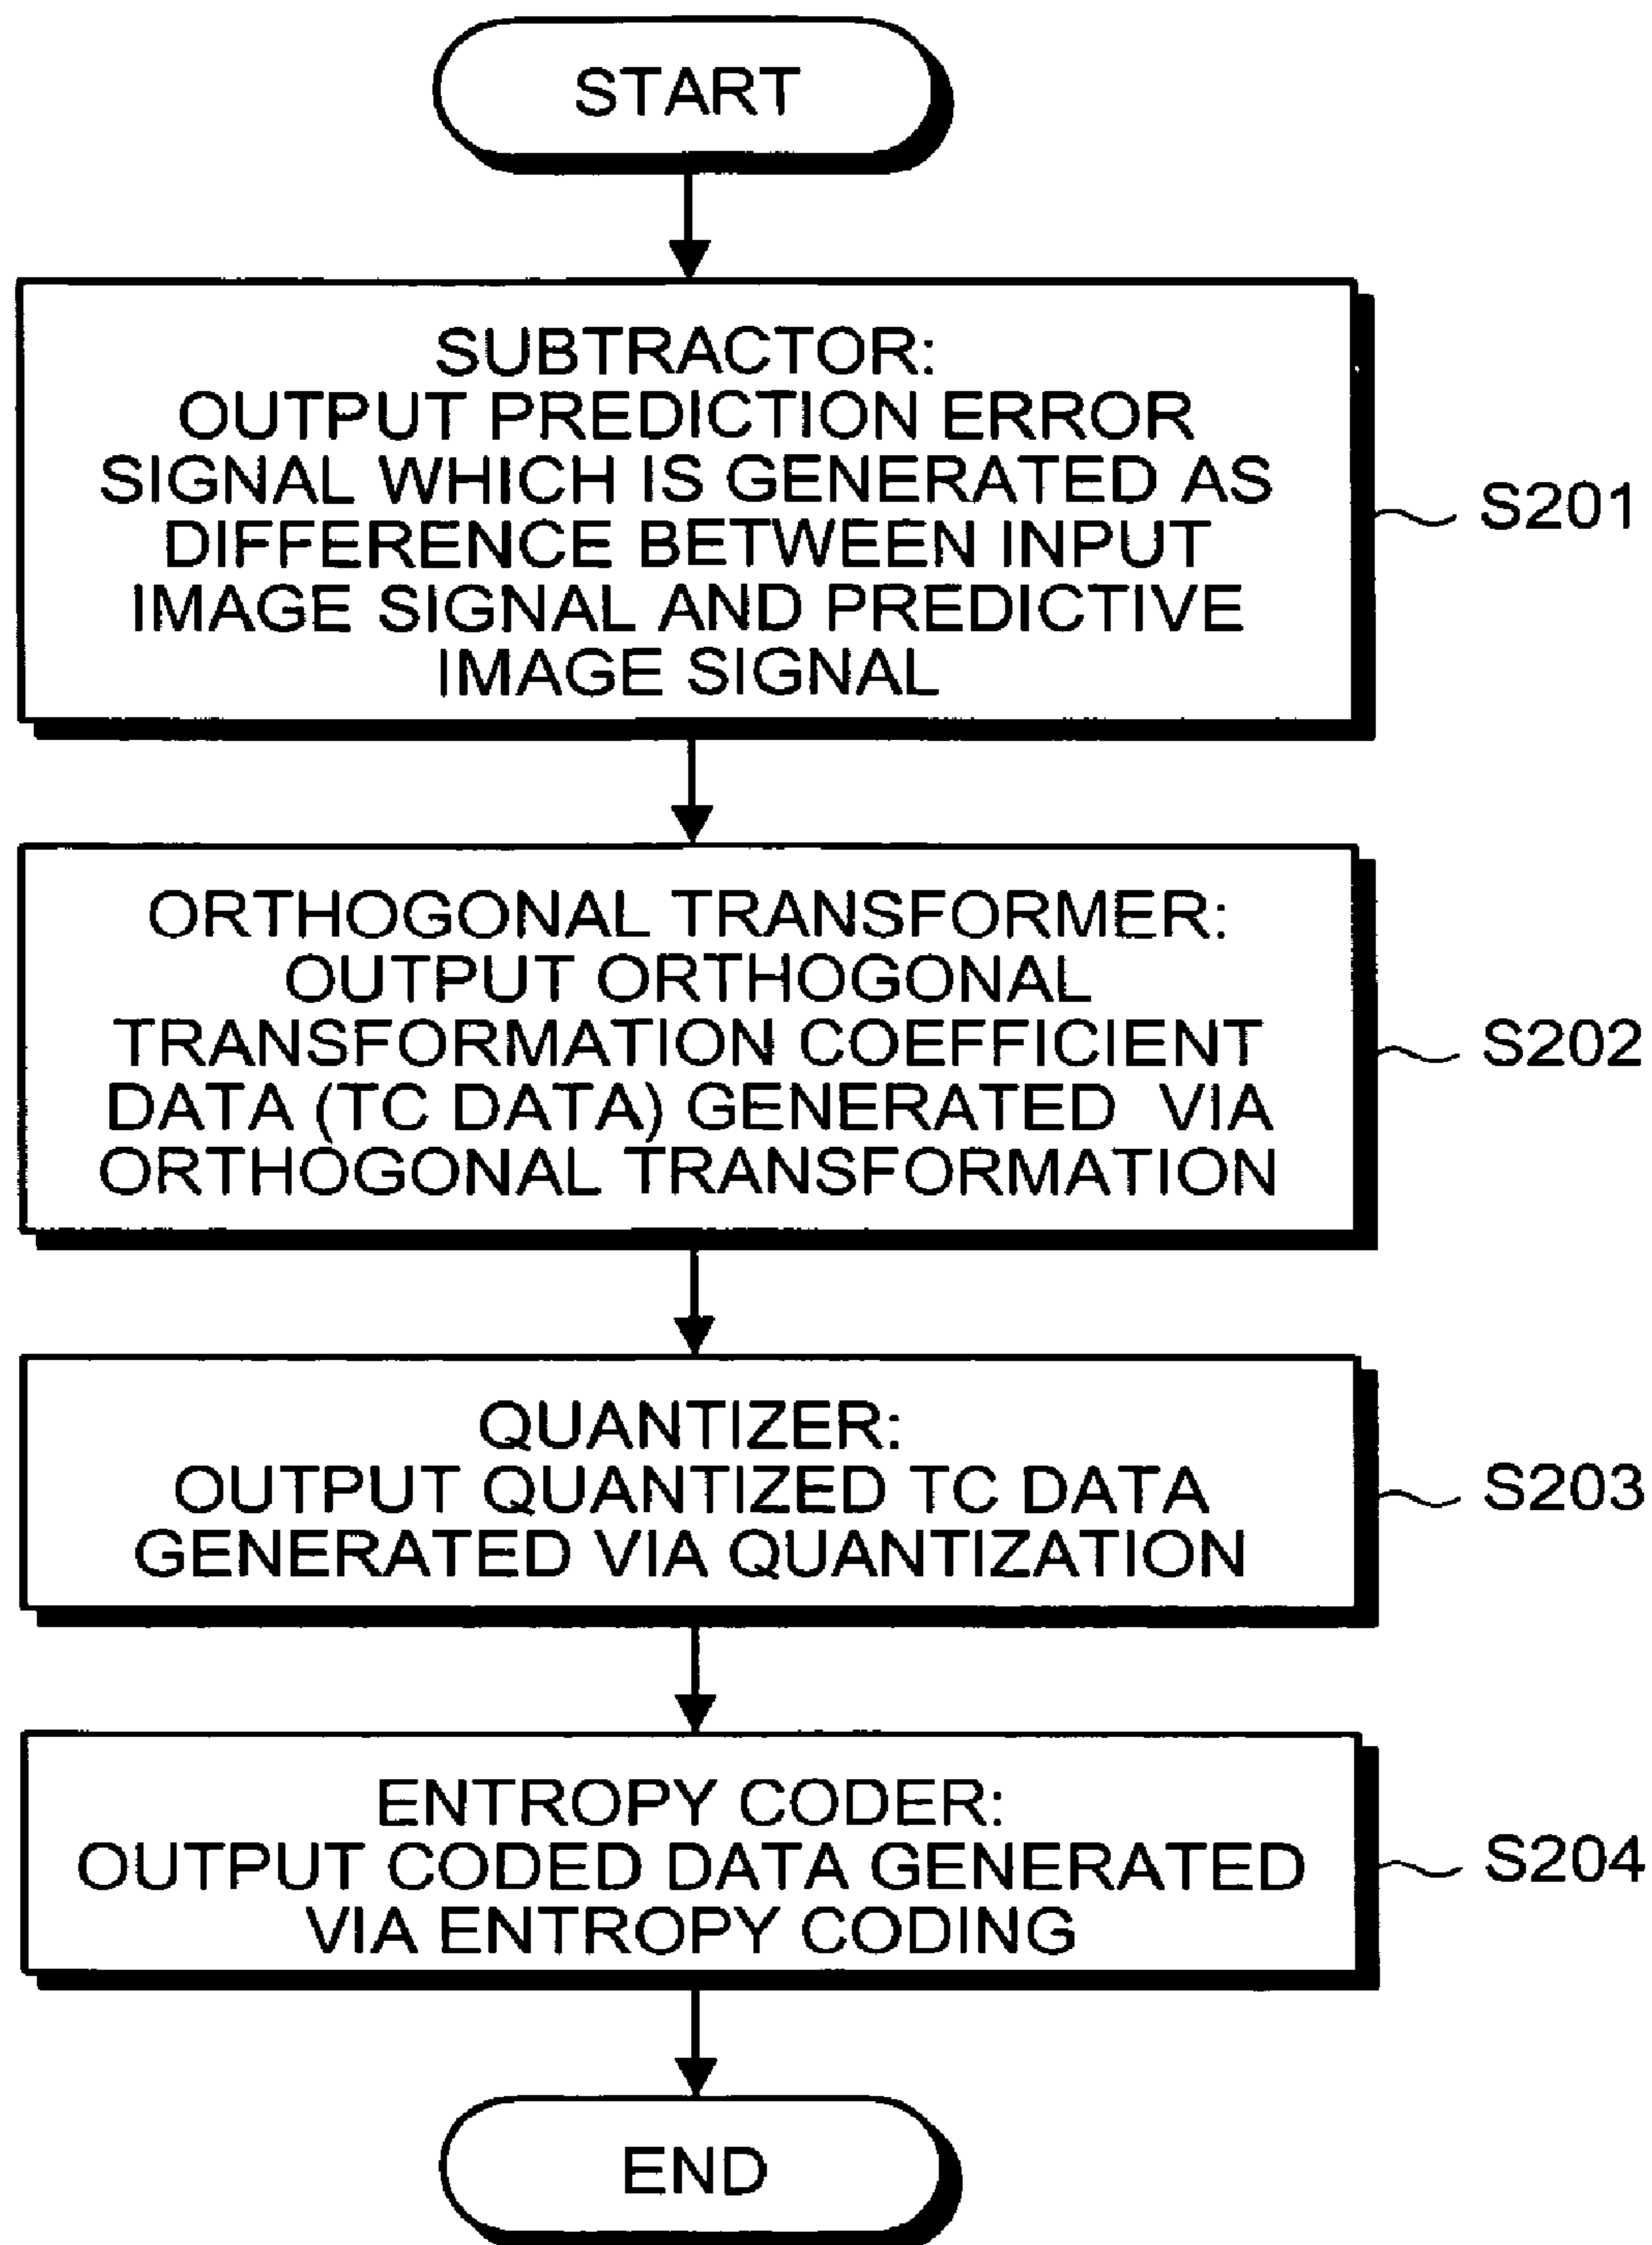 START
SUBTRACTOR:
OUTPUT PREDICTION ERROR
SIGNAL WHICH IS GENERATED AS
DIFFERENCE BETWEEN INPUT
IMAGE SIGNAL AND PREDICTIVE
IMAGE SIGNAL
S201
ORTHOGONAL TRANSFORMER:
OUTPUT ORTHOGONAL
TRANSFORMATION COEFFICIENT
DATA (TC DATA) GENERATED VIA
ORTHOGONAL TRANSFORMATION
S202
QUANTIZER:
OUTPUT QUANTIZED TC DATA
GENERATED VIA QUANTIZATION
S203
ENTROPY CODER:
OUTPUT CODED DATA GENERATED
VIA ENTROPY CODING
S204
END